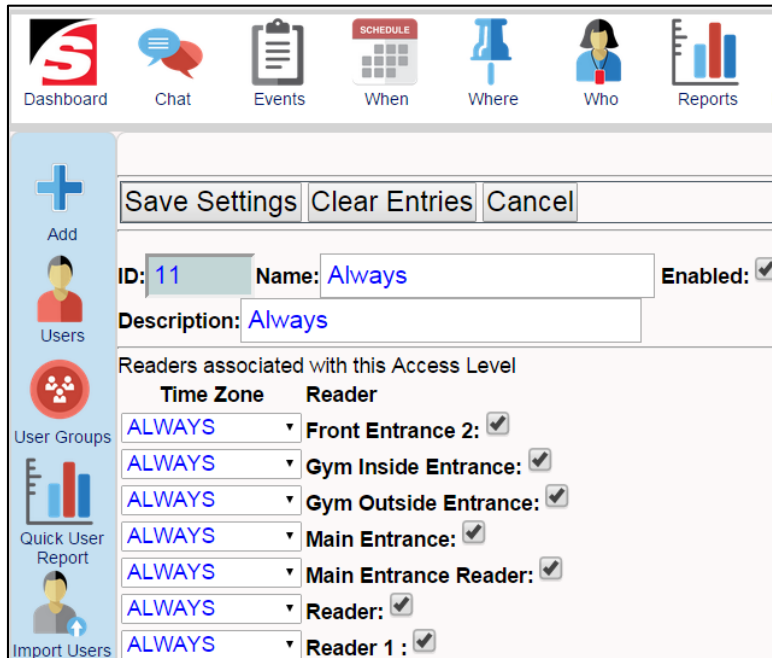 SCHEDULE
Dashboard Chat Events When Where Who Reports
Save Settings Clear Entries Cancel
Add
ID: 11 Name: Always Enabled:
Description: Always
Users
Readers associated with this Access Level
Time Zone Reader
ALWAYS Front Entrance 2:
User Groups
ALWAYS Gym Inside Entrance:
ALWAYS Gym Outside Entrance:
Quick User
Report
ALWAYS Main Entrance:
ALWAYS Main Entrance Reader:
ALWAYS Reader:
Import Users
ALWAYS Reader 1 :